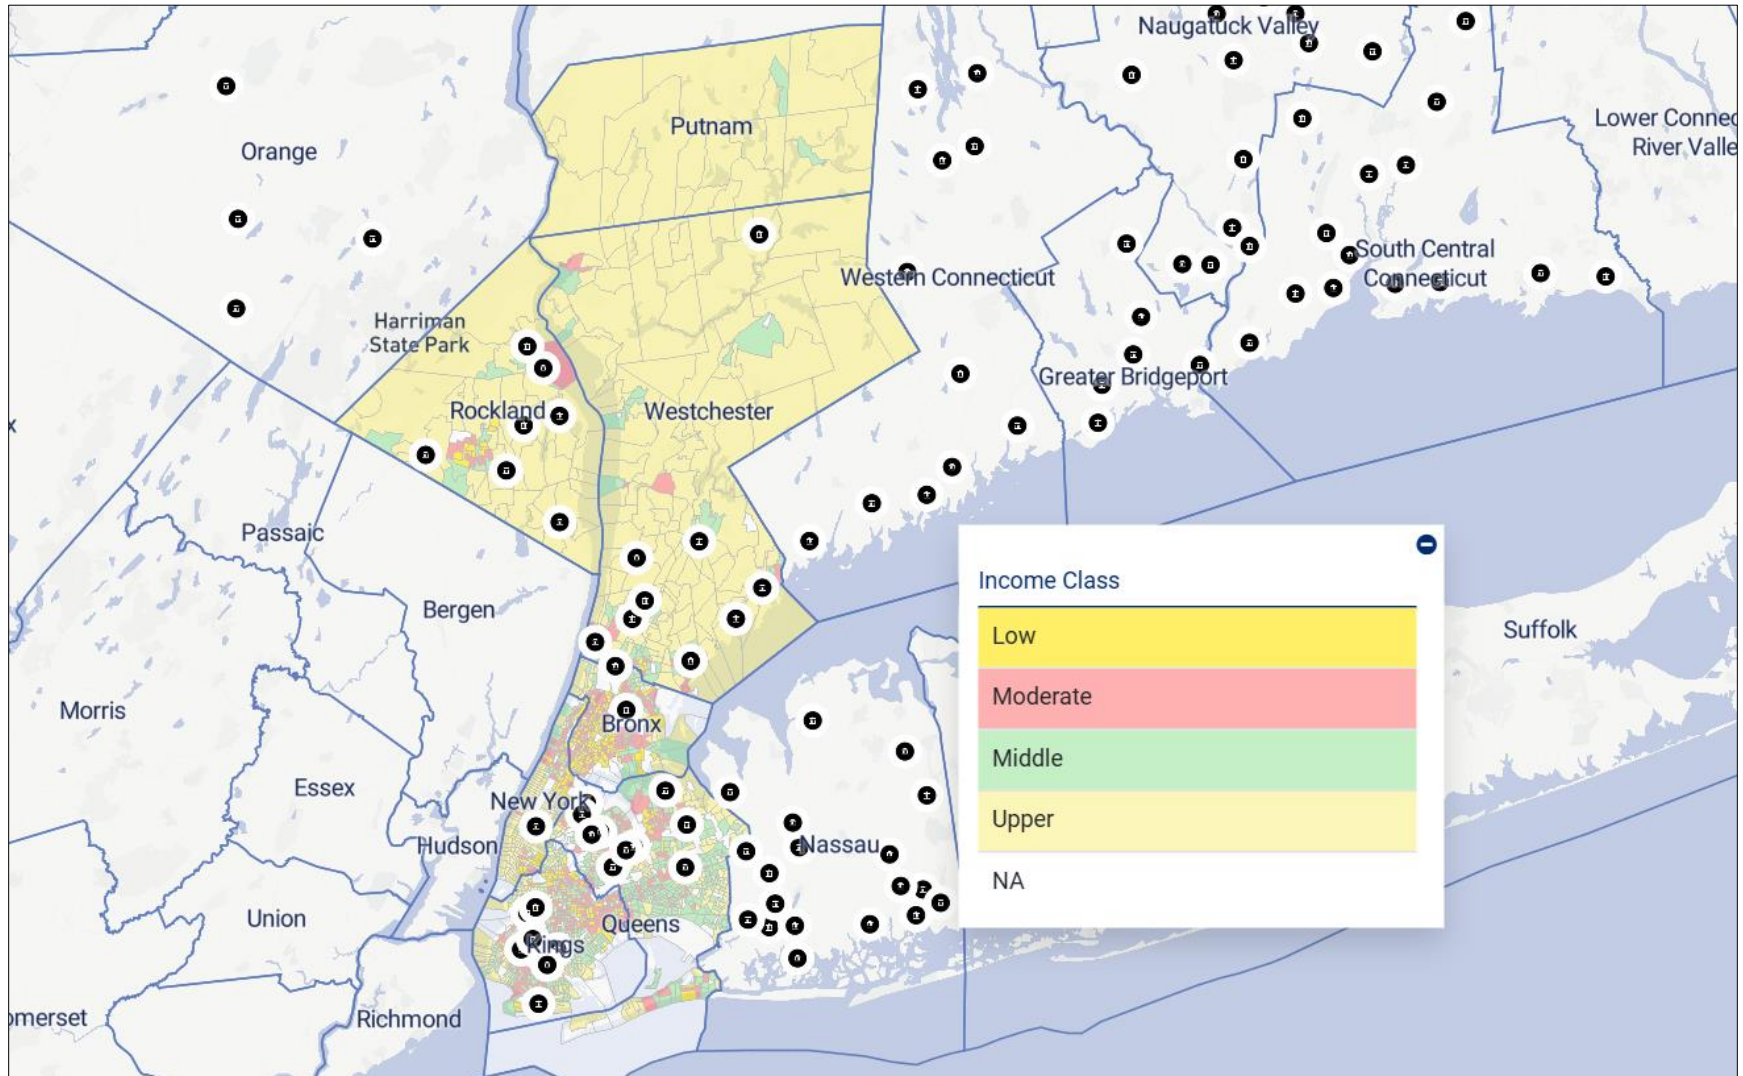 Naugatuck Valley
Putnam
Orange
Lower Connec
River Valle
South Central
Connecticut
Western Connecticut
Harriman
State Park
Greater Bridgeport
Rockland
Westchester
x
Passaic
Bergen
Income Class
Low
Moderate
Middle
Upper
NA
Suffolk
Morris
Bronx
Essex
New York
Hudson
Nassau
Union
Queens
Kings
omerset
Richmond